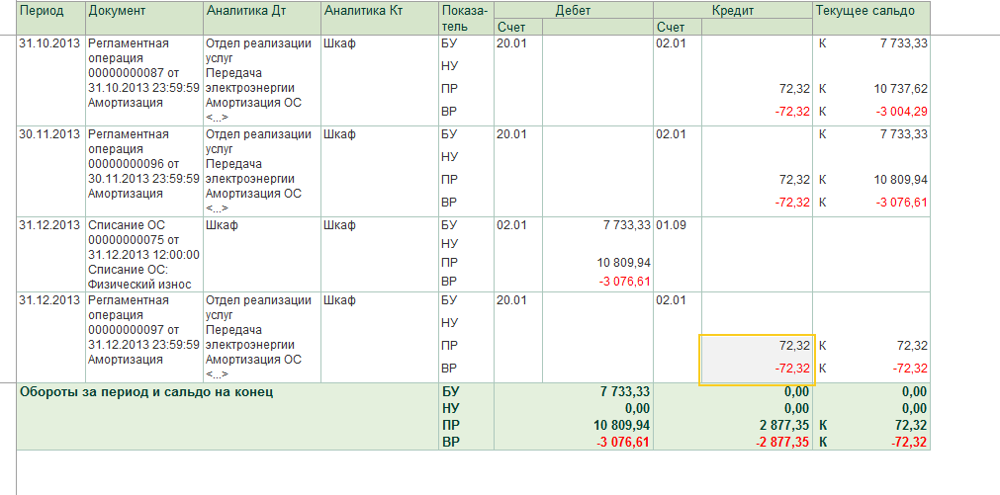 Период Документ Аналитика Дт Аналитика Кт Показа- Дебет Кредит Текущее сальдо
тель Счет Счет
31.10.2013 Регламентная Отдел реализации Шкаф БУ 20.01 02.01 К 7 733,33
операция услуг
00000000087 от Передача НУ
31.10.2013 23:59:59 электроэнергии ПР 72,32 К 10 737,62
Амортизация Амортизация ОС
<...> ВР -72,32 К -3 004,29
30.11.2013 Регламентная Отдел реализации Шкаф БУ 20.01 02.01 К 7 733,33
операция услуг
00000000096 от Передача НУ
30.11.2013 23:59:59 электроэнергии ПР 72,32 К 10 809,94
Амортизация Амортизация ОС
<...> ВР -72,32 К -3 076,61
31.12.2013 Списание ОС Шкаф Шкаф БУ 02.01 7 733,33 01.09
00000000075 от НУ
31.12.2013 12:00:00
Списание ОС: ПР 10 809,94
Физический износ ВР -3 076,61
31.12.2013 Регламентная Отдел реализации Шкаф БУ 20.01 02.01
операция услуг
00000000097 от Передача НУ
31.12.2013 23:59:59 электроэнергии ПР 72,32 К 72,32
Амортизация Амортизация ОС
<...> ВР -72,32 К -72,32
Обороты за период и сальдо на конец БУ 7 733,33 0,00 0,00
НУ 0,00 0,00 0,00
ПР 10 809,94 2 877,35 К 72,32
ВР -3 076,61 -2 877,35 К -72,32